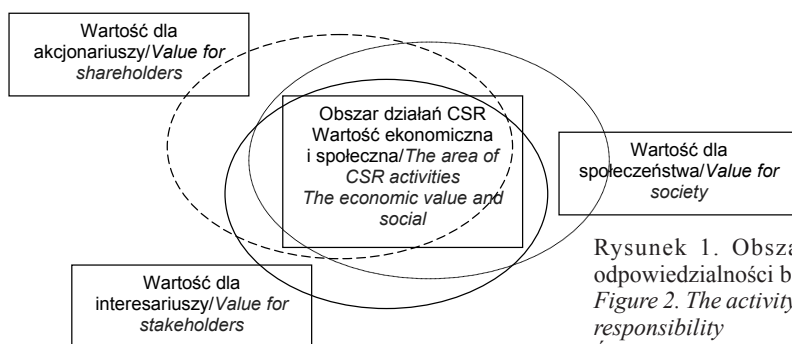 Wartość dla
akcjonariuszy/Value for
shareholders
Obszar działań CSR
Wartość ekonomiczna
i społeczna/The area of
CSR activities
The economic value and
social
Wartość dla
społeczeństwa/Value for
society
Wartość dla
interesariuszy/Value for
stakeholders
Rysunek 1. Obsza
odpowiedzialności b
Figure 2. The activity
responsibility